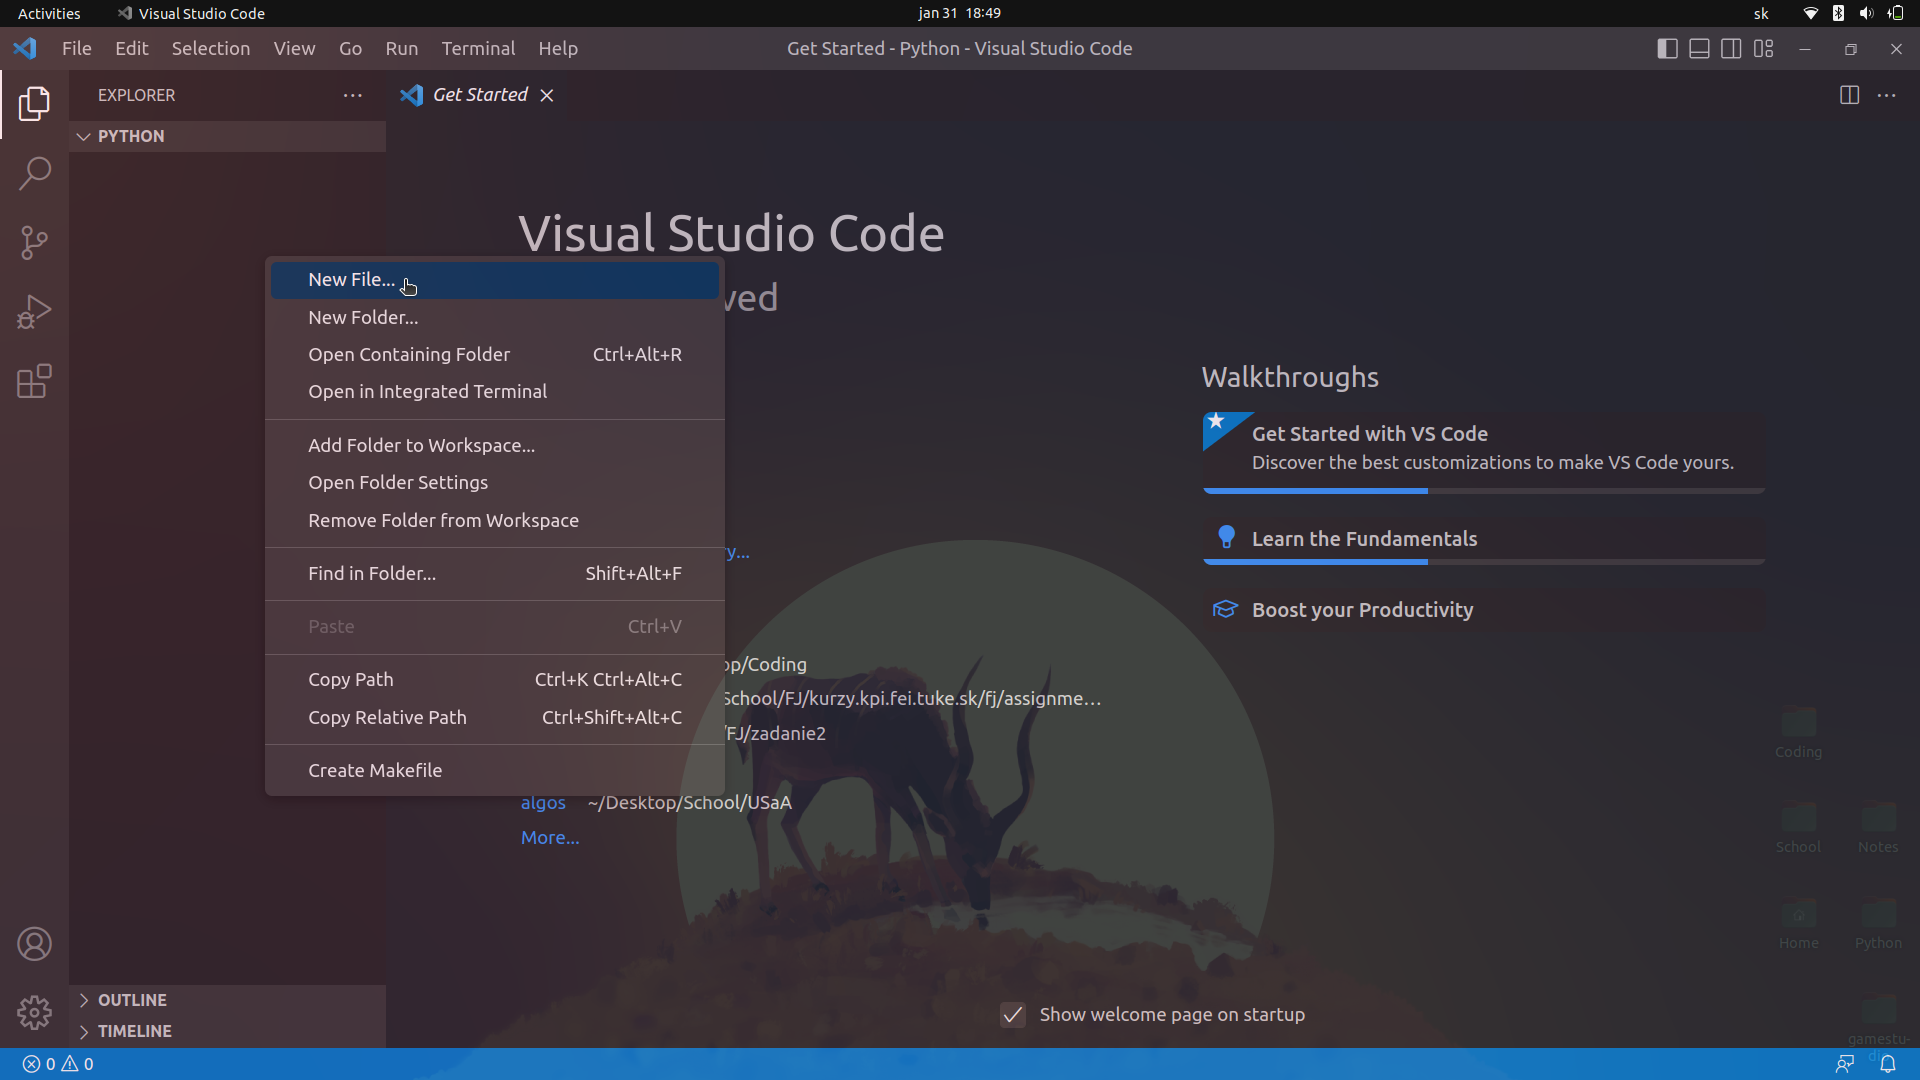 Activities Visual Studio Code jan 31 18:49 sk
File Edit Selection View Go Run Terminal Help Get Started - Python - Visual Studio Code
EXPLORER
Get Started
PYTHON
Visual Studio Code
ved
New File...
New Folder...
Open Containing Folder Ctrl+Alt+R
Open in Integrated Terminal
Add Folder to Workspace...
Open Folder Settings
Remove Folder from Workspace
Find in Folder... Shift+Alt+F
Paste Ctrl+V
Copy Path Ctrl+K Ctrl+Alt+C
Copy Relative Path Ctrl+Shift+Alt+C
Create Makefile
y...
op/Coding
School/FJ/kurzy.kpi.fei.tuke.sk/fj/assignme...
/FJ/zadanie2
algos ~/Desktop/School/USaA
More...
Walkthroughs
Get Started with VS Code
Discover the best customizations to make VS Code yours.
Learn the Fundamentals
Boost your Productivity
Coding
School Notes
Home Python
gamestu-
dio
Show welcome page on startup
OUTLINE
TIMELINE
0 0